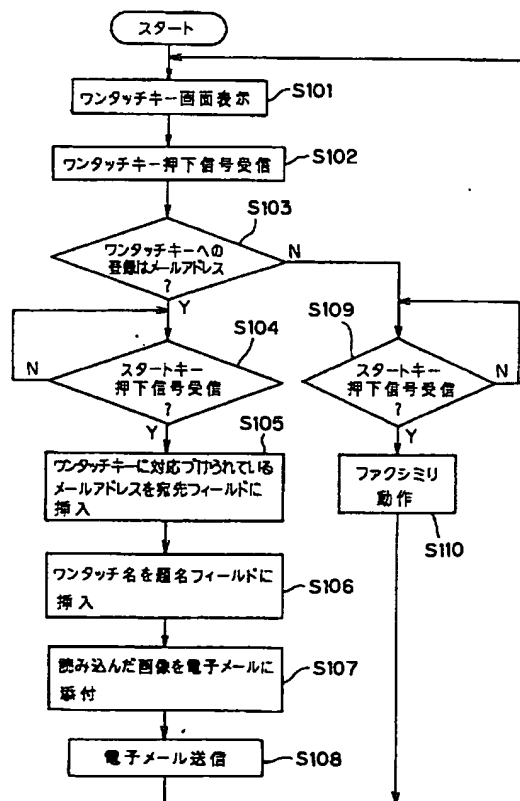 スタート
ワンタッチキー画面表示
S101
ワンタッチキー押下信号受信
S102
ワンタッチキーへの
登録はメールアドレス
?
S103
Y
N
スタートキー
押下信号受信
?
S104
N
Y
ワンタッチキーに対応づけられている
メールアドレスを宛先フィールドに
挿入
S105
ワンタッチ名を題名フィールドに
挿入
S106
読み込んだ画像を電子メールに
添付
S107
電子メール送信
S108
スタートキー
押下信号受信
?
S109
N
Y
ファクシミリ
動作
S110